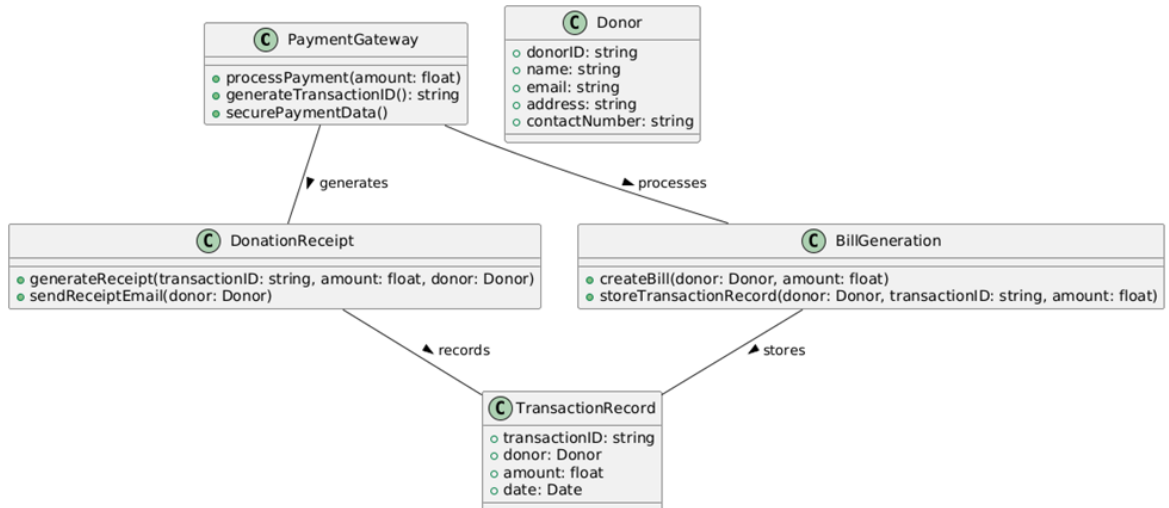 C PaymentGateway
processPayment(amount: float)
generateTransactionID(): string
securePaymentData()
C Donor
donorID: string
name: string
email: string
address: string
contactNumber: string
generates
processes
C DonationReceipt
generateReceipt(transactionID: string, amount: float, donor: Donor)
sendReceiptEmail(donor: Donor)
C BillGeneration
createBill(donor: Donor, amount: float)
storeTransactionRecord(donor: Donor, transactionID: string, amount: float)
records
stores
C TransactionRecord
transactionID: string
donor: Donor
amount: float
date: Date